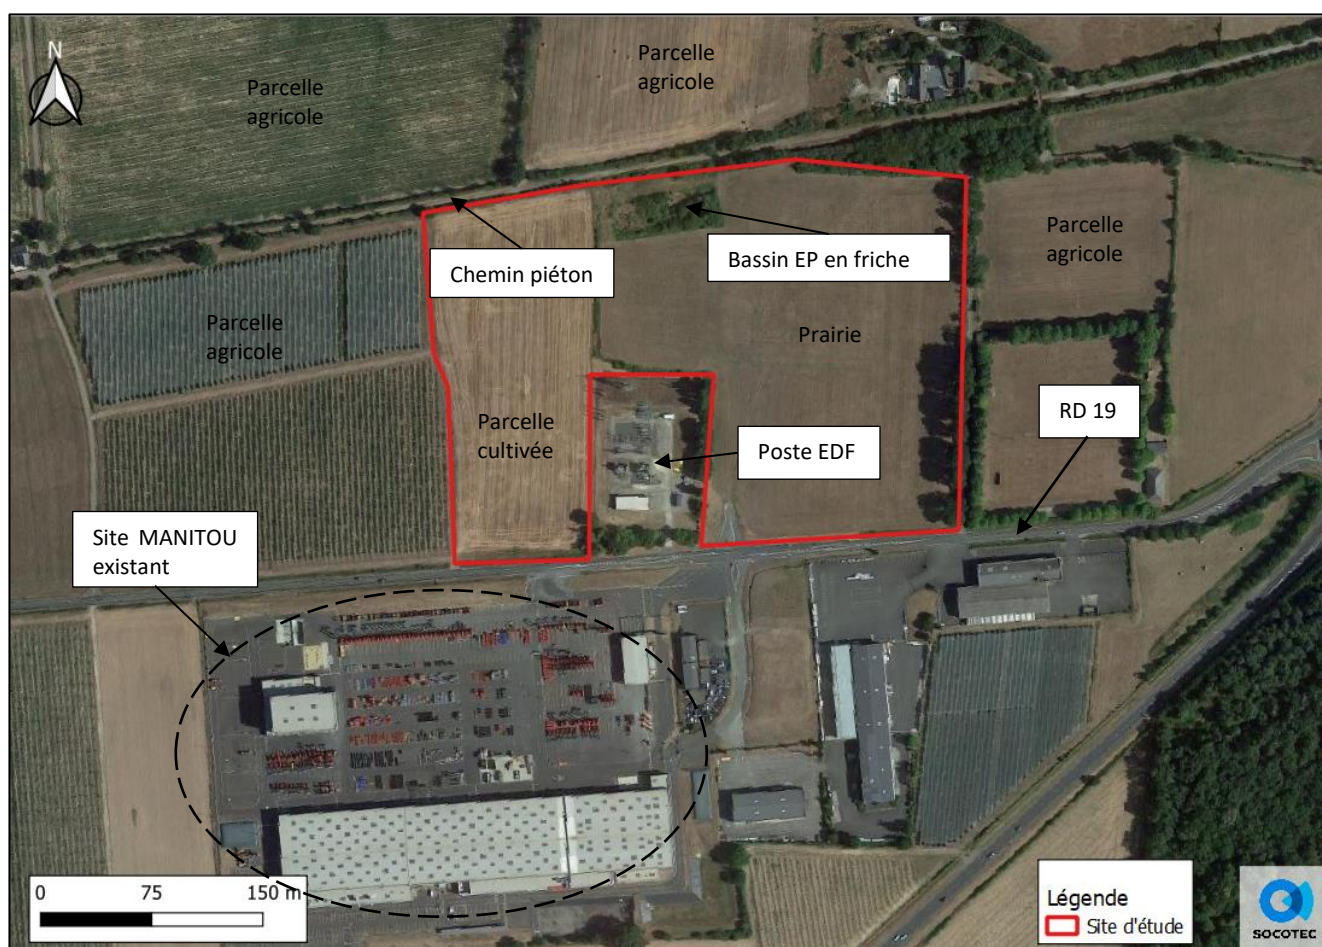 N
Parcelle
agricole
Parcelle
agricole
Chemin piéton
Bassin EP en friche
Parcelle
agricole
Parcelle
agricole
Prairie
RD 19
Parcelle
cultivée
Poste EDF
Site MANITOU
existant
0 75 150 m
Légende
Site d'étude
SOCOTEC